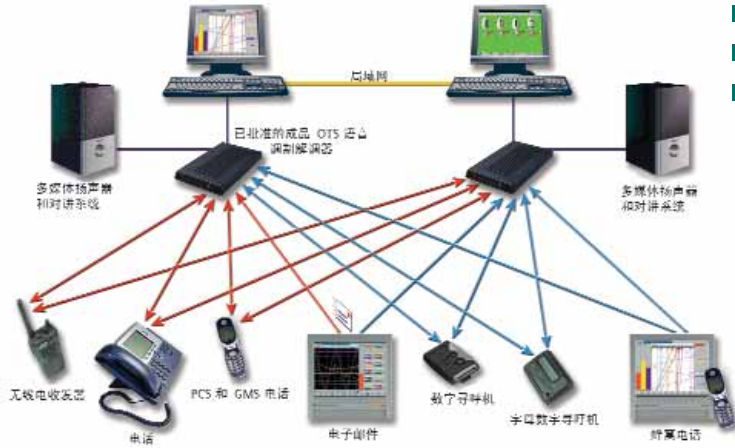 局域网
已批准的成品 OTS 语言
调制解调器
多媒体扬声器
和对讲系统
多媒体扬声器
和对讲系统
无线电收发器
电话
PCS 和 GMS 电话
电子邮件
数字寻呼机
字母数字寻呼机
蜂窝电话